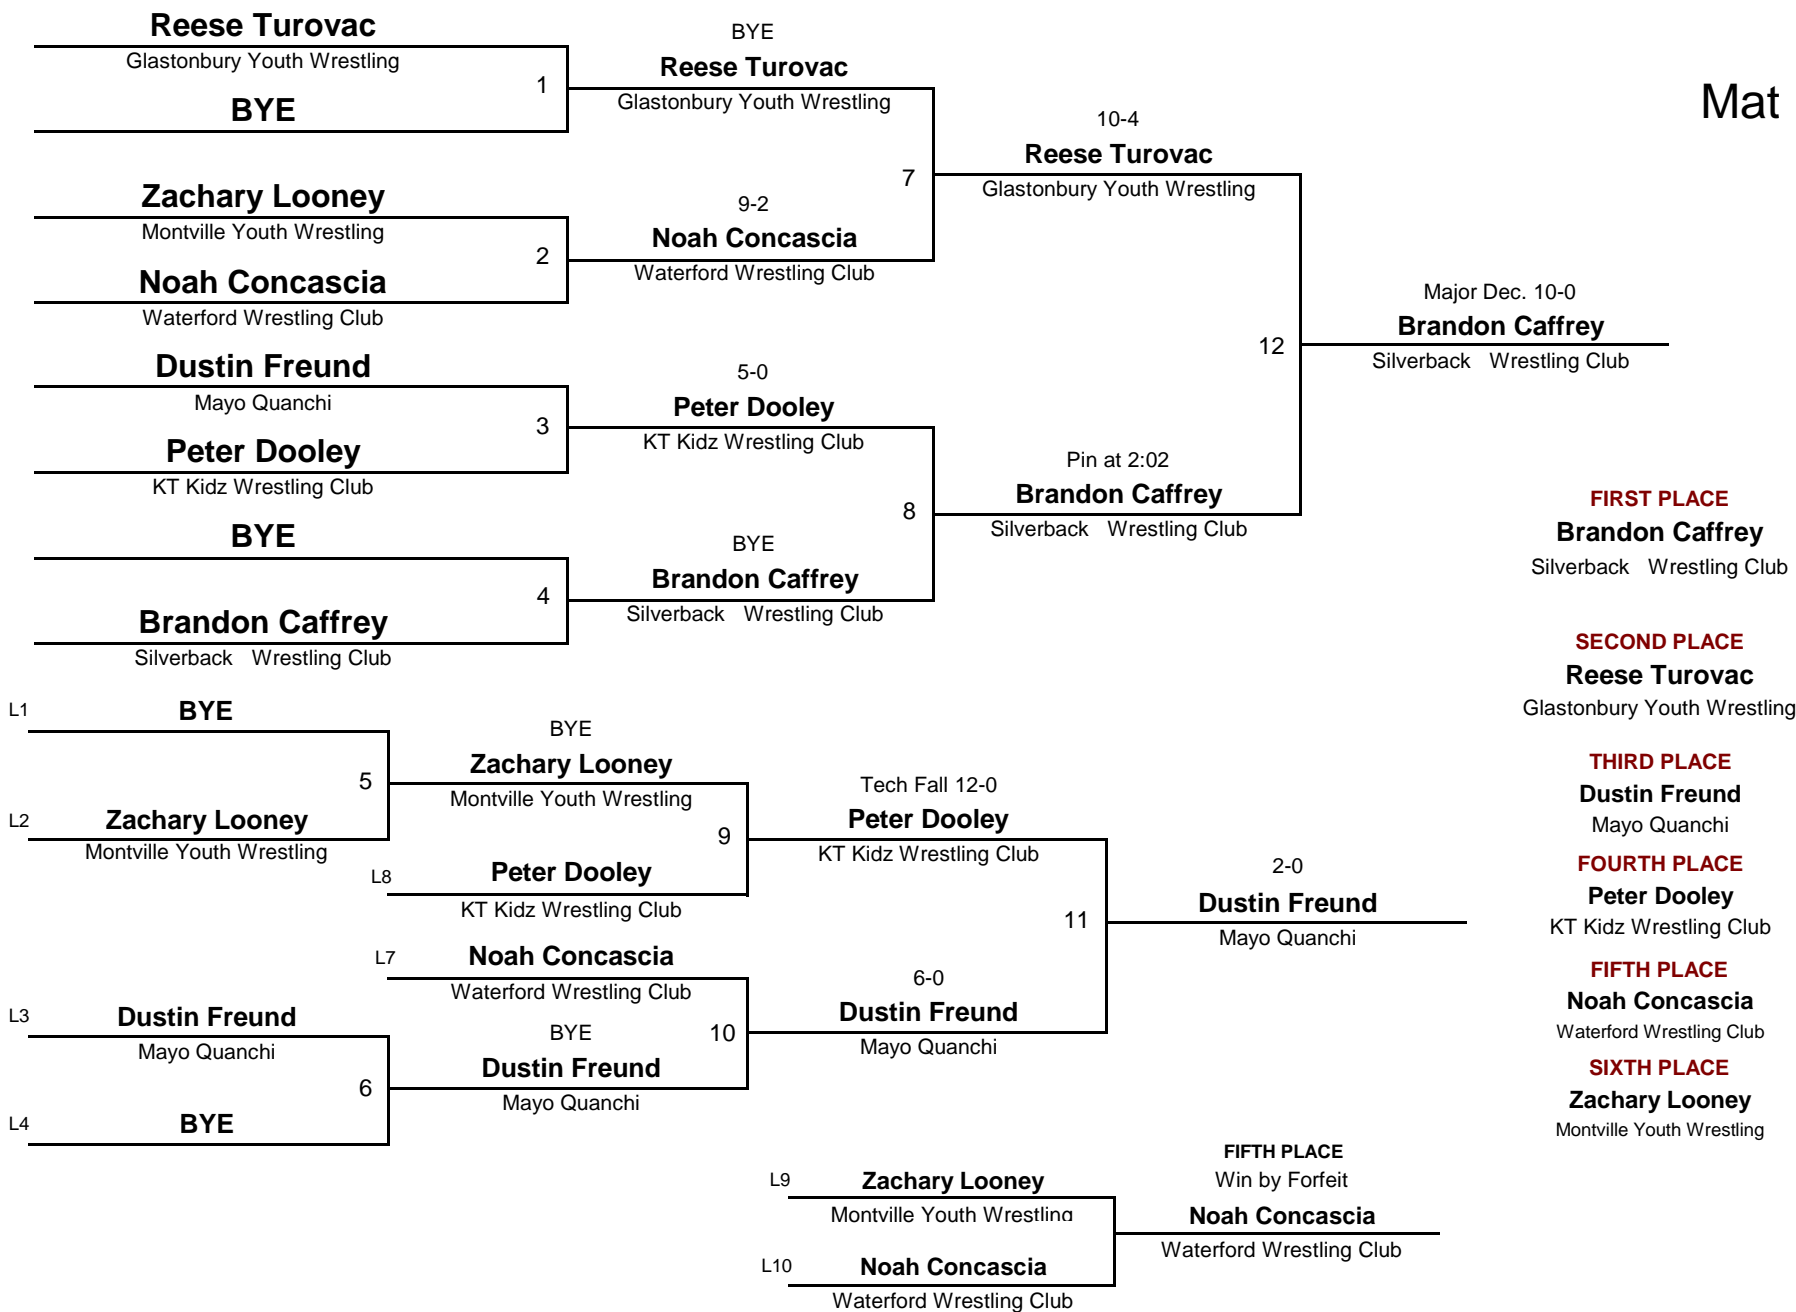 Reese Turovac
Glastonbury Youth Wrestling
1
BYE
BYE
Reese Turovac
Glastonbury Youth Wrestling
Mat
Zachary Looney
Montville Youth Wrestling
2
Noah Concascia
Waterford Wrestling Club
9-2
Noah Concascia
Waterford Wrestling Club
7
10-4
Reese Turovac
Glastonbury Youth Wrestling
Dustin Freund
Mayo Quanchi
3
Peter Dooley
KT Kidz Wrestling Club
5-0
Peter Dooley
KT Kidz Wrestling Club
BYE
4
Brandon Caffrey
Silverback Wrestling Club
BYE
Brandon Caffrey
Silverback Wrestling Club
8
Pin at 2:02
Brandon Caffrey
Silverback Wrestling Club
12
Major Dec. 10-0
Brandon Caffrey
Silverback Wrestling Club
FIRST PLACE
Brandon Caffrey
Silverback Wrestling Club
SECOND PLACE
Reese Turovac
Glastonbury Youth Wrestling
THIRD PLACE
Dustin Freund
Mayo Quanchi
FOURTH PLACE
Peter Dooley
KT Kidz Wrestling Club
FIFTH PLACE
Noah Concascia
Waterford Wrestling Club
SIXTH PLACE
Zachary Looney
Montville Youth Wrestling
L1
BYE
5
L2
Zachary Looney
Montville Youth Wrestling
BYE
Zachary Looney
Montville Youth Wrestling
9
L8
Peter Dooley
KT Kidz Wrestling Club
Tech Fall 12-0
Peter Dooley
KT Kidz Wrestling Club
L7
Noah Concascia
Waterford Wrestling Club
L3
Dustin Freund
Mayo Quanchi
6
L4
BYE
BYE
10
Dustin Freund
Mayo Quanchi
6-0
Dustin Freund
Mayo Quanchi
11
2-0
Dustin Freund
Mayo Quanchi
FIFTH PLACE
Win by Forfeit
L9
Zachary Looney
Montville Youth Wrestling
Noah Concascia
Waterford Wrestling Club
L10
Noah Concascia
Waterford Wrestling Club